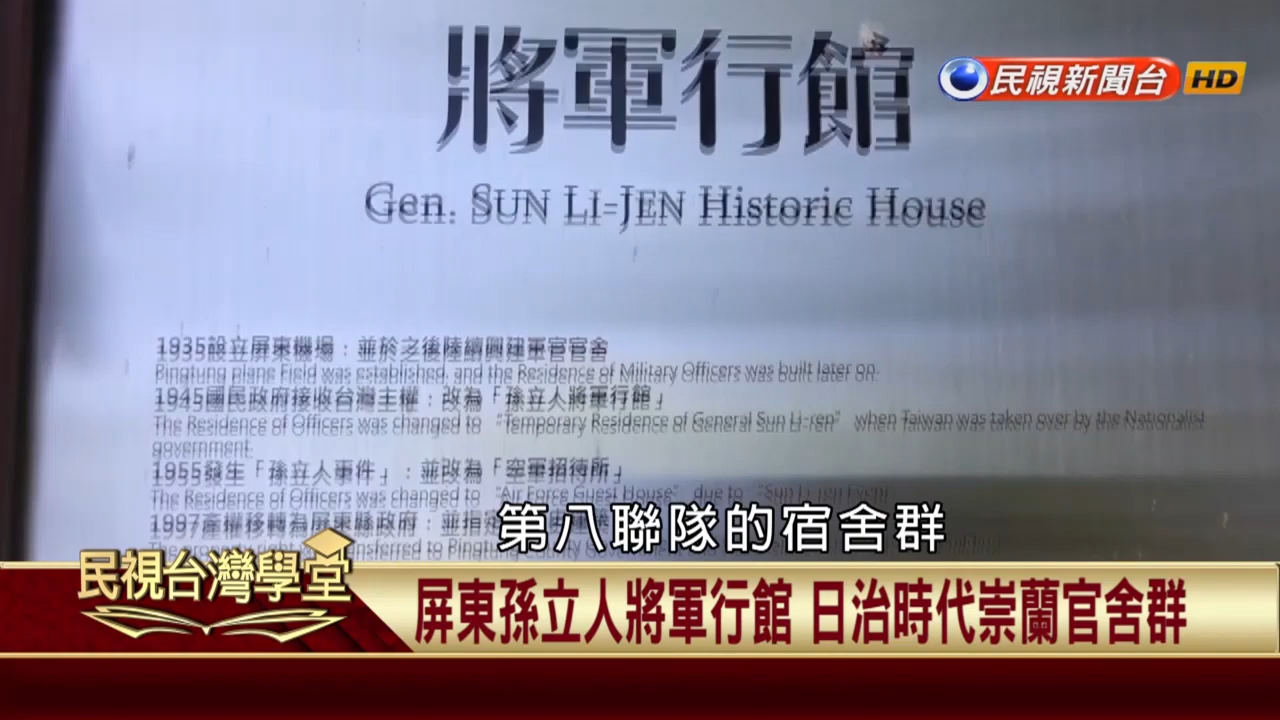 將軍行館
民視新聞台 HD
Gen. SUN LI-JEN Historic House
1935設立屏東機場：並於之後陸續興建軍官官舍
Pingtung plane Field was established, and the Residence of Military Officers was built later on.
1945國民政府接收台灣主權：改為「孫立人將軍行館」
The Residence of Officers was changed to "Temporary Residence of General Sun Li-ren" when Taiwan was taken over by the Nationalist
government.
1955發生「孫立人事件」：並改為「空軍招待所」
The Residence of Officers was changed to "Air Force Guest House" due to "Sun Li-ren Event
1997產權移轉為屏東縣政府：並指定
transferred to Pingtung County
第八聯隊的宿舍群
民視台灣學堂
屏東孫立人將軍行館 日治時代崇蘭官舍群